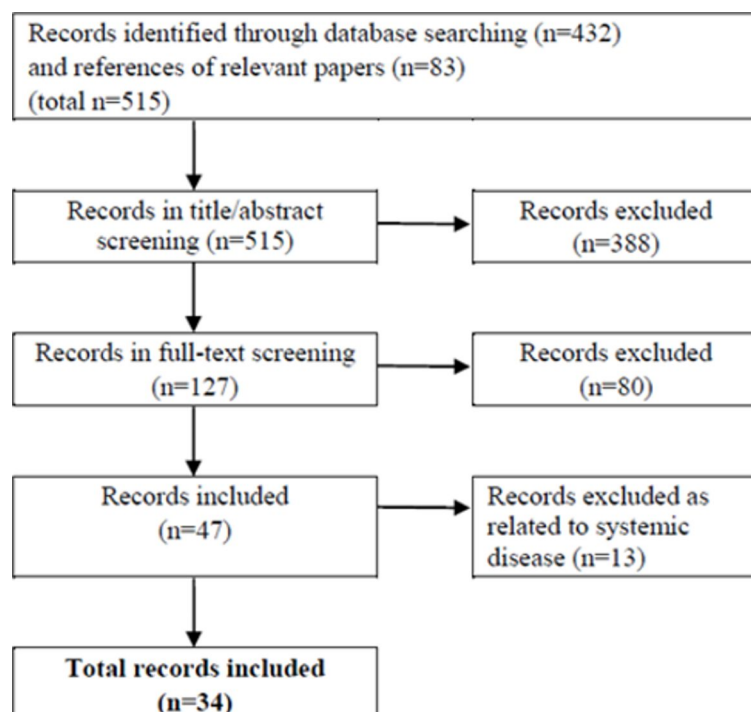 Records identified through database searching (n=432)
and references of relevant papers (n=83)
(total n=515)
Records in title/abstract
screening (n=515)
Records excluded
(n=388)
Records in full-text screening
(n=127)
Records excluded
(n=80)
Records included
(n=47)
Records excluded as
related to systemic
disease (n=13)
Total records included
(n=34)